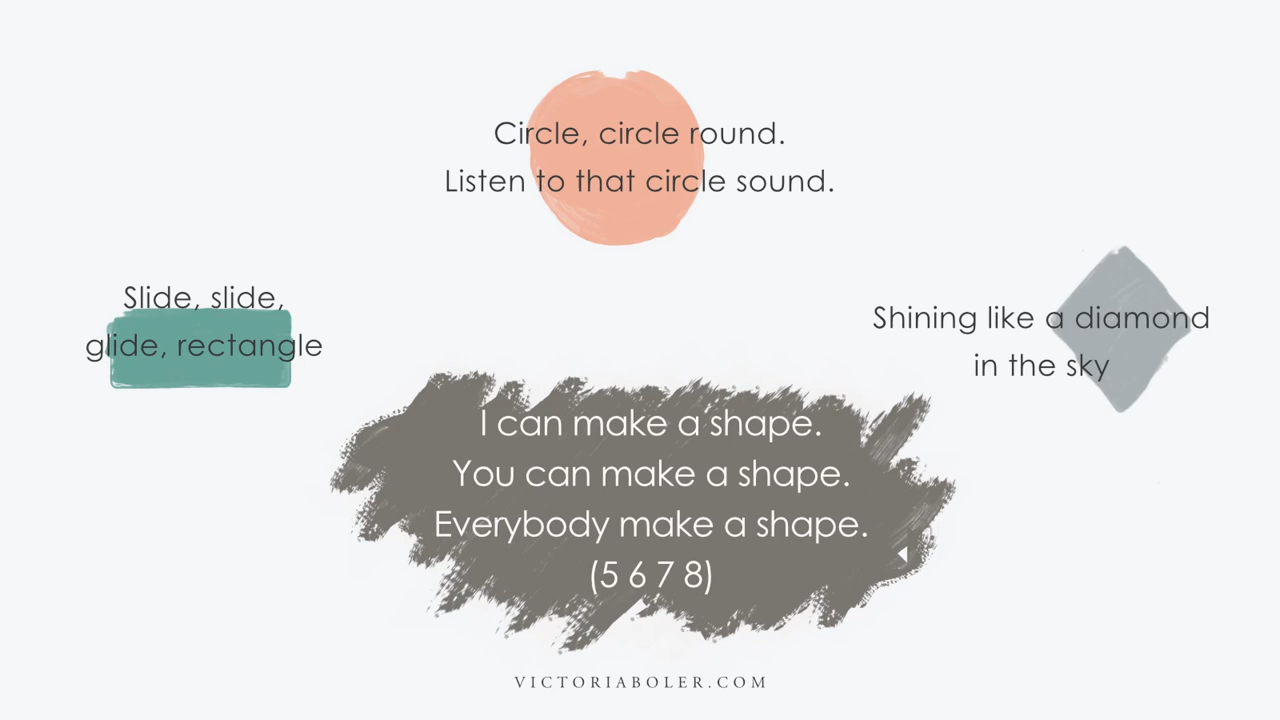 Circle, circle round.
Listen to that circle sound.
Slide, slide,
glide, rectangle
Shining like a diamond
in the sky
I can make a shape.
You can make a shape.
Everybody make a shape.
(5 6 7 8)
VICTORIABOLER.COM